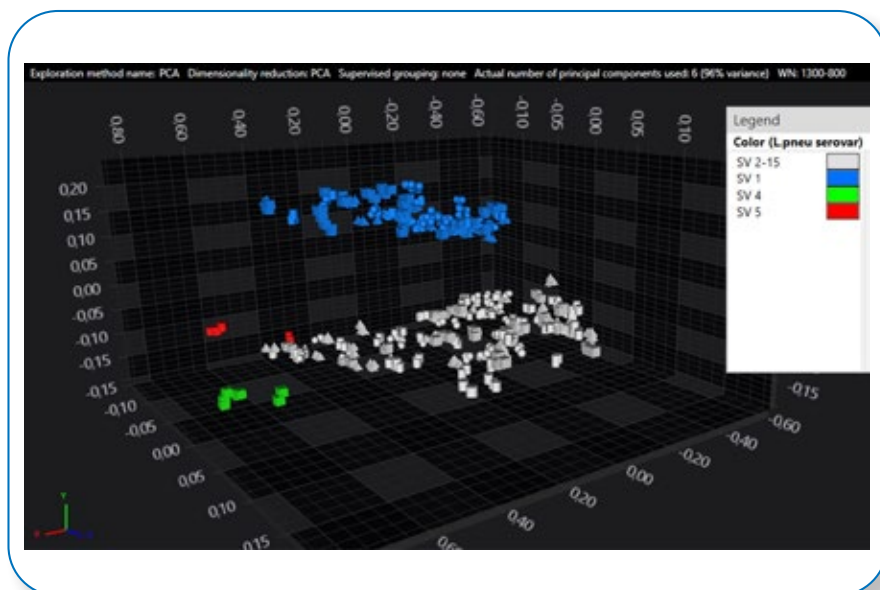 Exploration method name: PCA Dimensionality reduction: PCA Supervised grouping: none Actual number of principal components used: 6 (96% variance) WN: 1300-800
0,80 0,60 0,40 0,20 0,00 -0,20 -0,40 -0,60 -0,10 -0,05 0,00 0,05 0,10
Legend
Color (L.pneu serovar)
SV 2-15
SV 1
SV 4
SV 5
0,20
0,15
0,10
0,05
0,00
-0,05
-0,10
-0,15
-0,15
-0,10
-0,05
0,00
0,05
0,10
0,15
0,60
0,40
0,20
0,00
-0,20
-0,40
-0,60
-0,15
Y